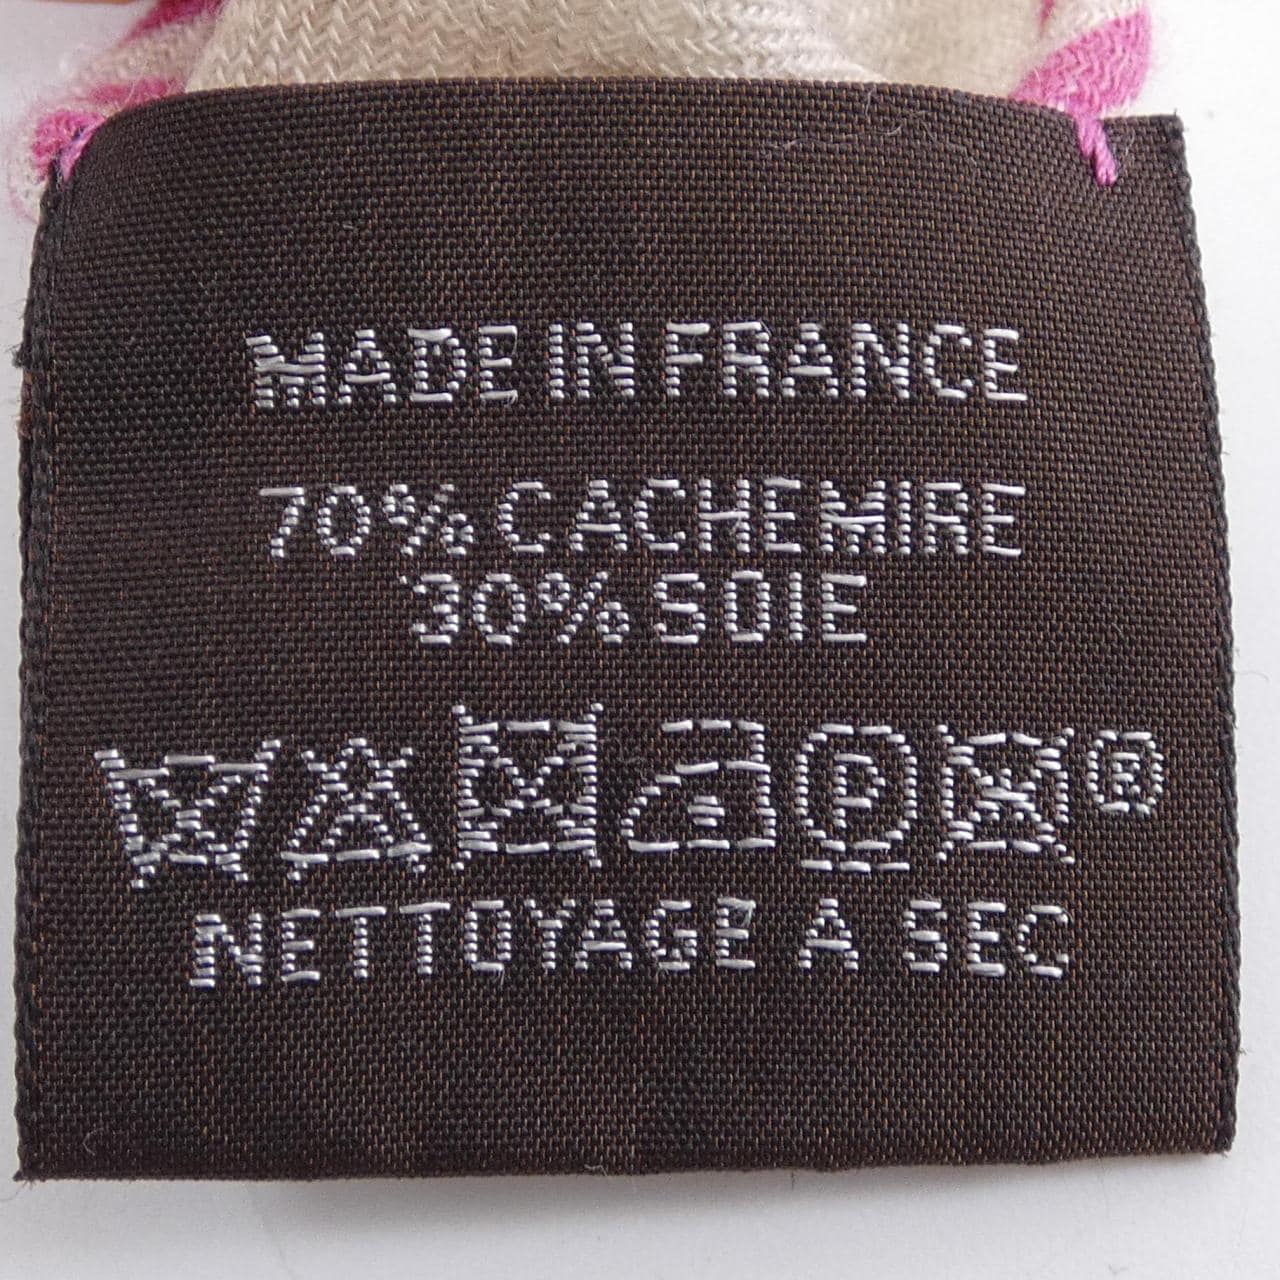 MADE IN FRANCE
70% CACHEMIRE
30% SOIE
P ®
NETTOYAGE A SEC